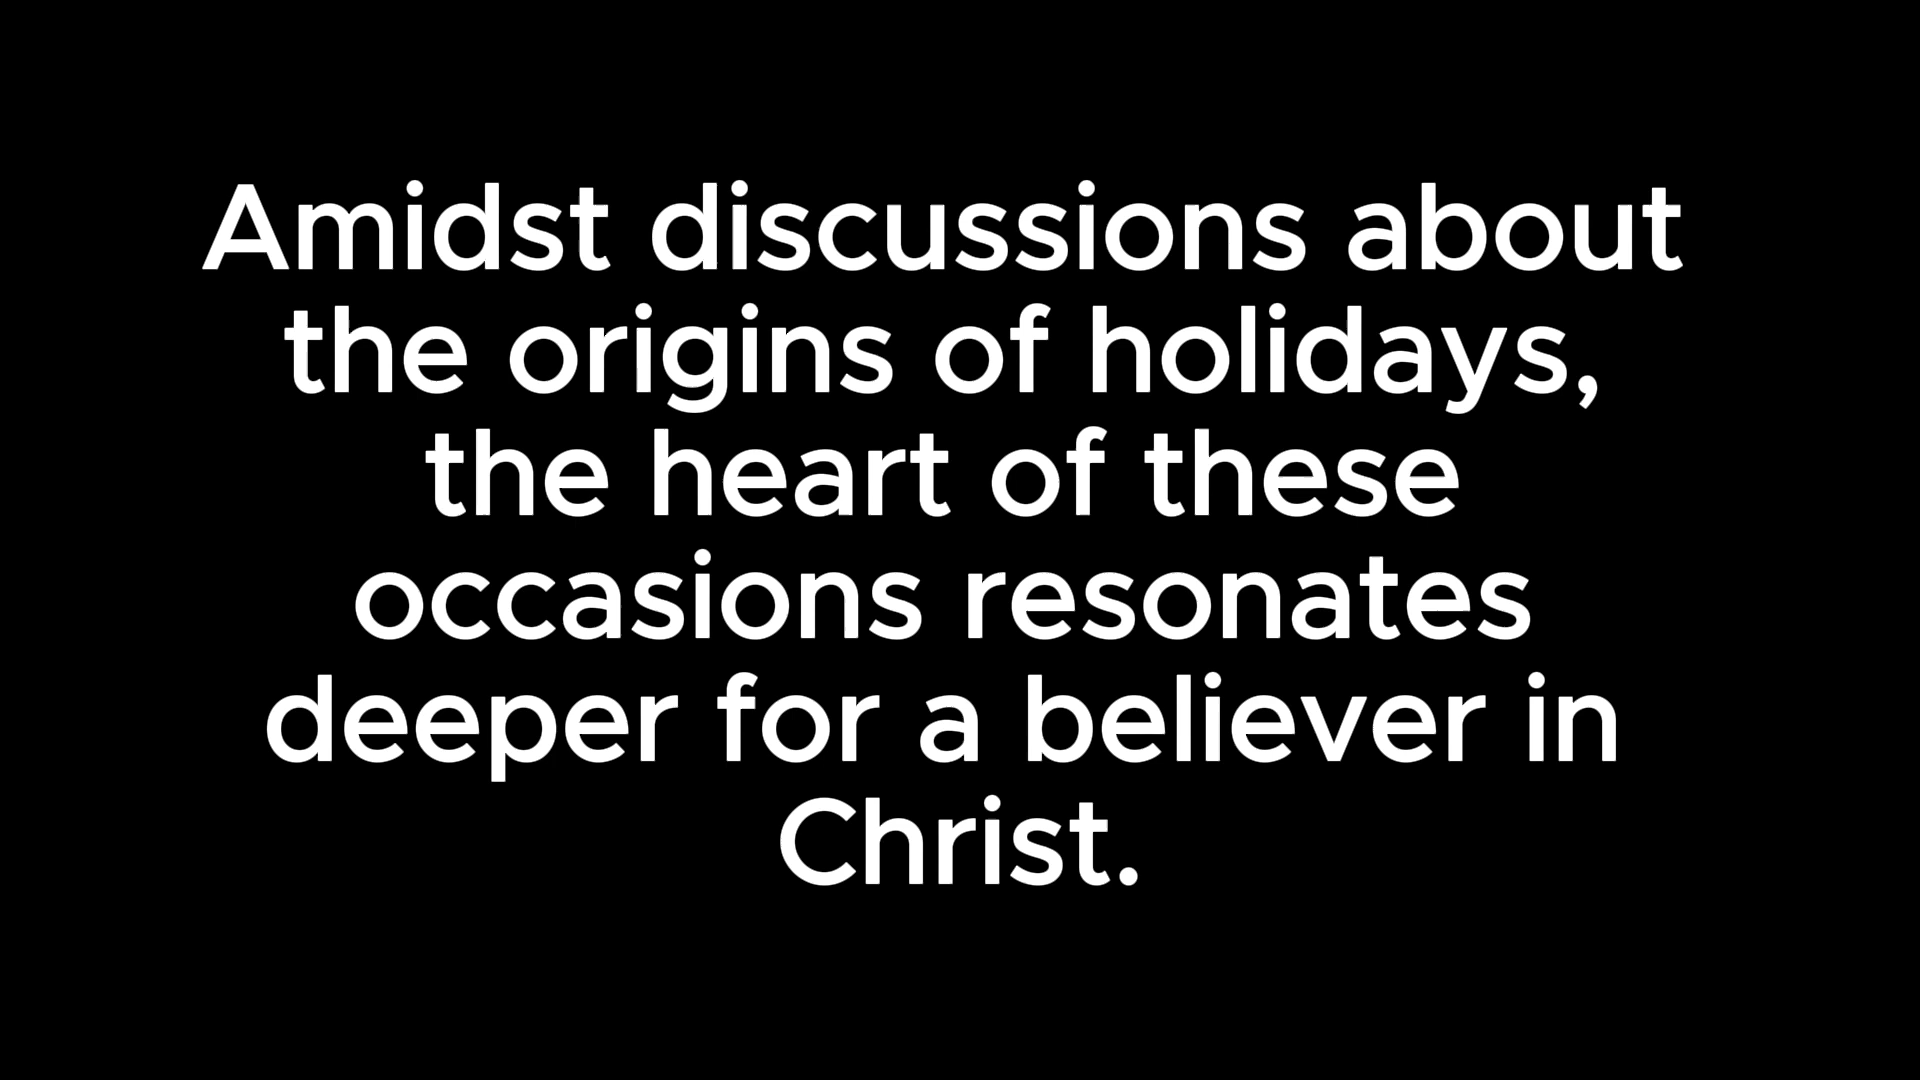 Amidst discussions about
the origins of holidays,
the heart of these
occasions resonates
deeper for a believer in
Christ.